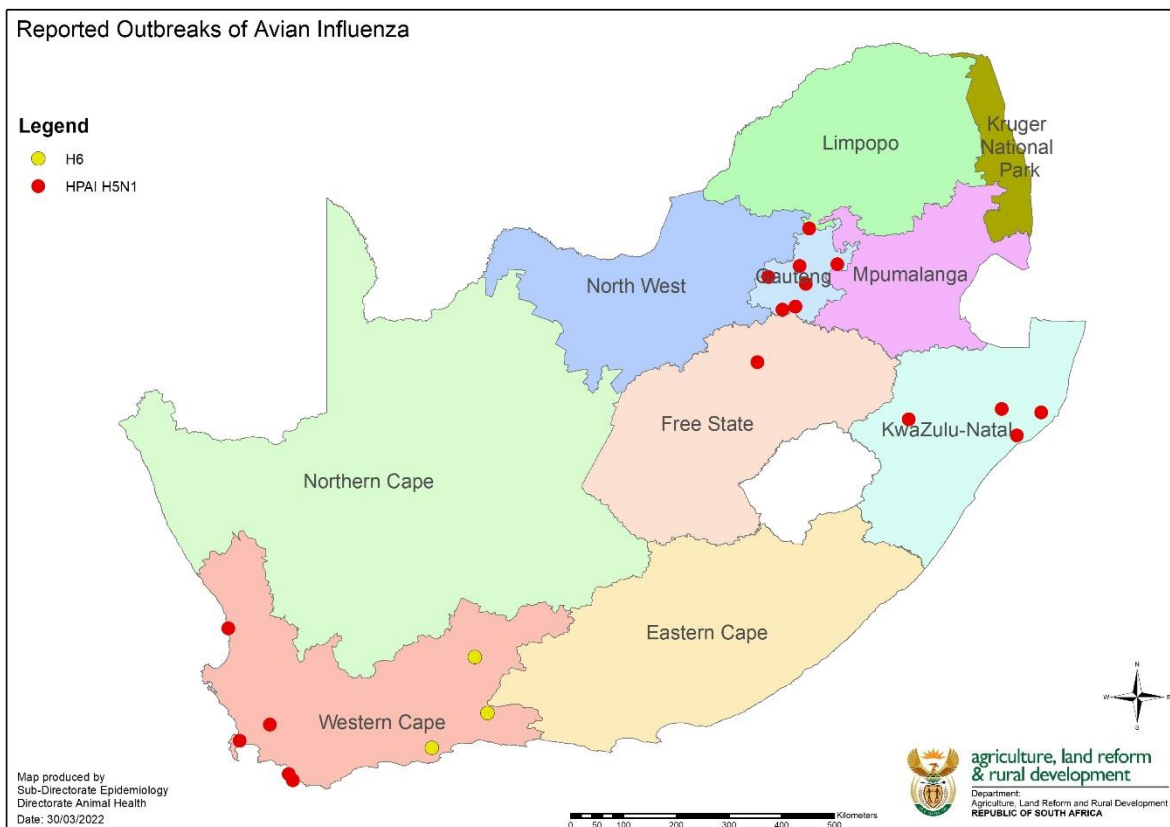 Reported Outbreaks of Avian Influenza
Legend
H6
HPAI H5N1
Limpopo
Kruger
National
Park
North West
Gauteng
Mpumalanga
Free State
KwaZulu-Natal
Northern Cape
Eastern Cape
Western Cape
N
W
E
S
Map produced by
Sub-Directorate Epidemiology
Directorate Animal Health
Date: 30/03/2022
Kilometers
0 50 100 200 300 400 500
agriculture, land reform
& rural development
Department:
Agriculture, Land Reform and Rural Development
REPUBLIC OF SOUTH AFRICA